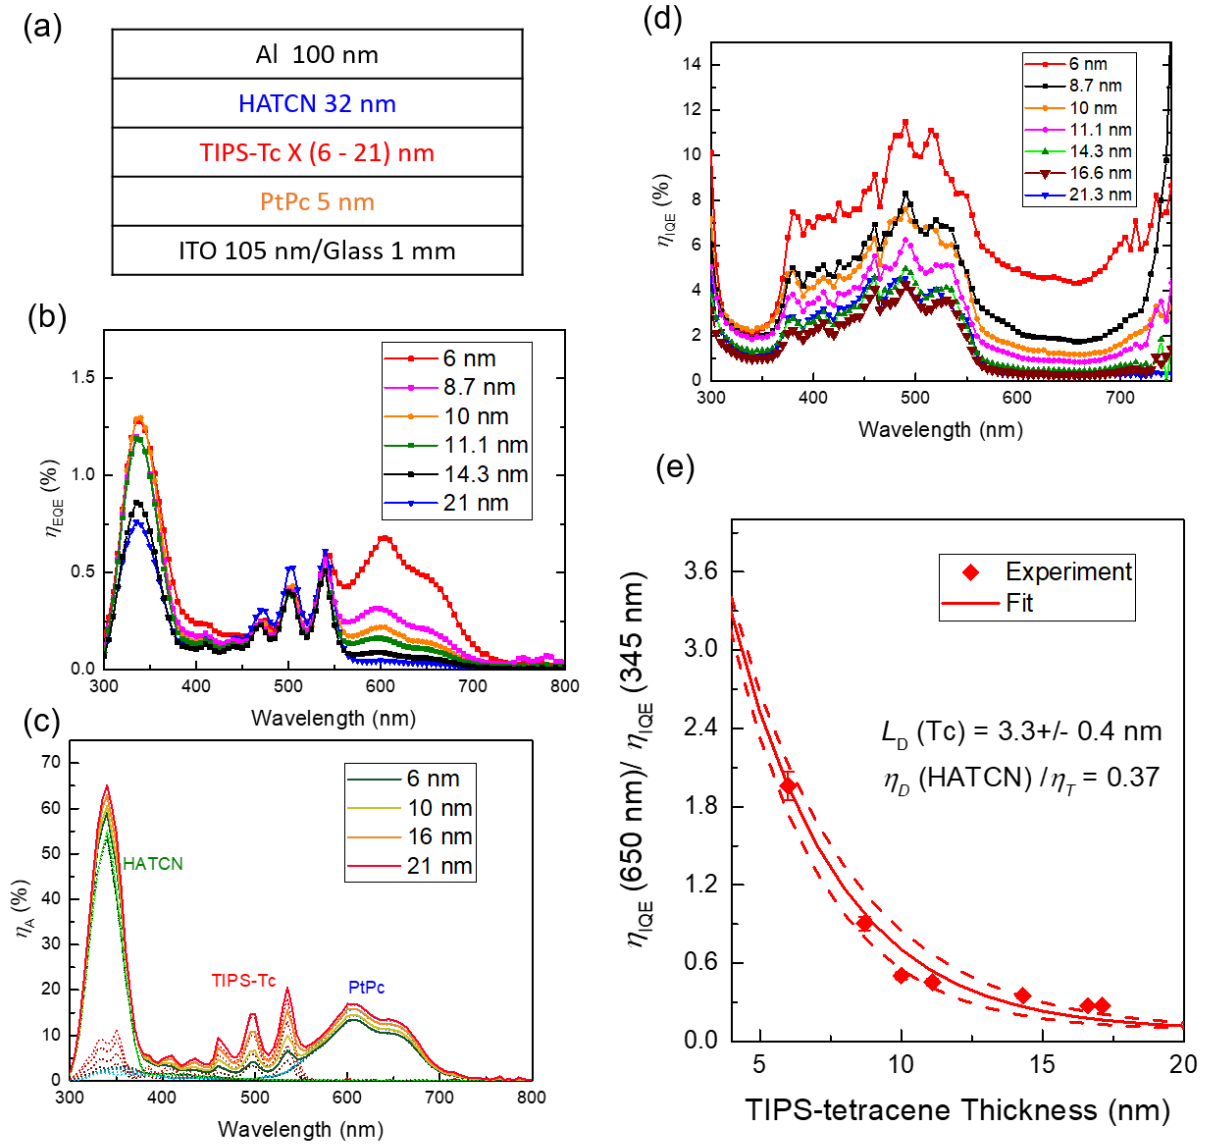 (a)
Al 100 nm
HATCN 32 nm
TIPS-Tc X (6 - 21) nm
PtPc 5 nm
ITO 105 nm/Glass 1 mm
(b)
1.5
1.0
0.5
0.0
η_EQE (%)
300 400 500 600 700 800
Wavelength (nm)
6 nm
8.7 nm
10 nm
11.1 nm
14.3 nm
21 nm
(c)
75
70
60
50
40
30
20
10
0
η_A (%)
300 400 500 600 700 800
Wavelength (nm)
HATCN
TIPS-Tc
PtPc
6 nm
10 nm
16 nm
21 nm
(d)
14
12
10
8
6
4
2
0
η_IQE (%)
300 400 500 600 700
Wavelength (nm)
6 nm
8.7 nm
10 nm
11.1 nm
14.3 nm
16.6 nm
21.3 nm
(e)
3.6
3.0
2.4
1.8
1.2
0.6
0.0
η_IQE (650 nm)/ η_IQE (345 nm)
Experiment
Fit
L_D (Tc) = 3.3+/- 0.4 nm
η_D (HATCN) /η_T = 0.37
5 10 15 20
TIPS-tetracene Thickness (nm)